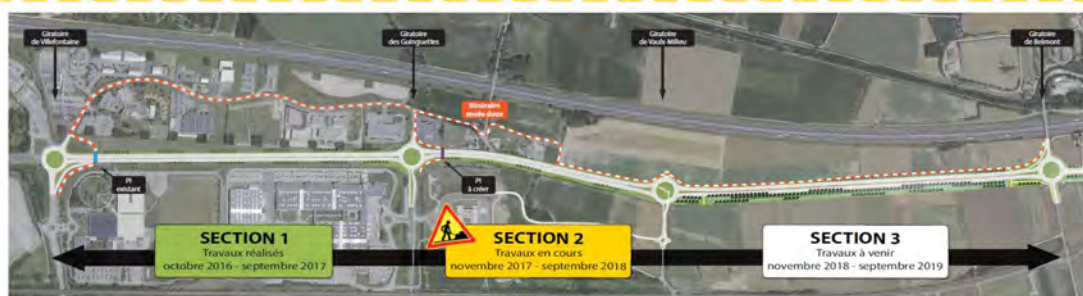 Giratoire
de Villefontaine
Giratoire
des Guinguettes
Giratoire
de Vaulx-Milieu
Giratoire
de Belmont
Itinéraire
mode doux
PI
existant
PI
à créer
SECTION 1
Travaux réalisés
octobre 2016 - septembre 2017
SECTION 2
Travaux en cours
novembre 2017 - septembre 2018
SECTION 3
Travaux à venir
novembre 2018 - septembre 2019